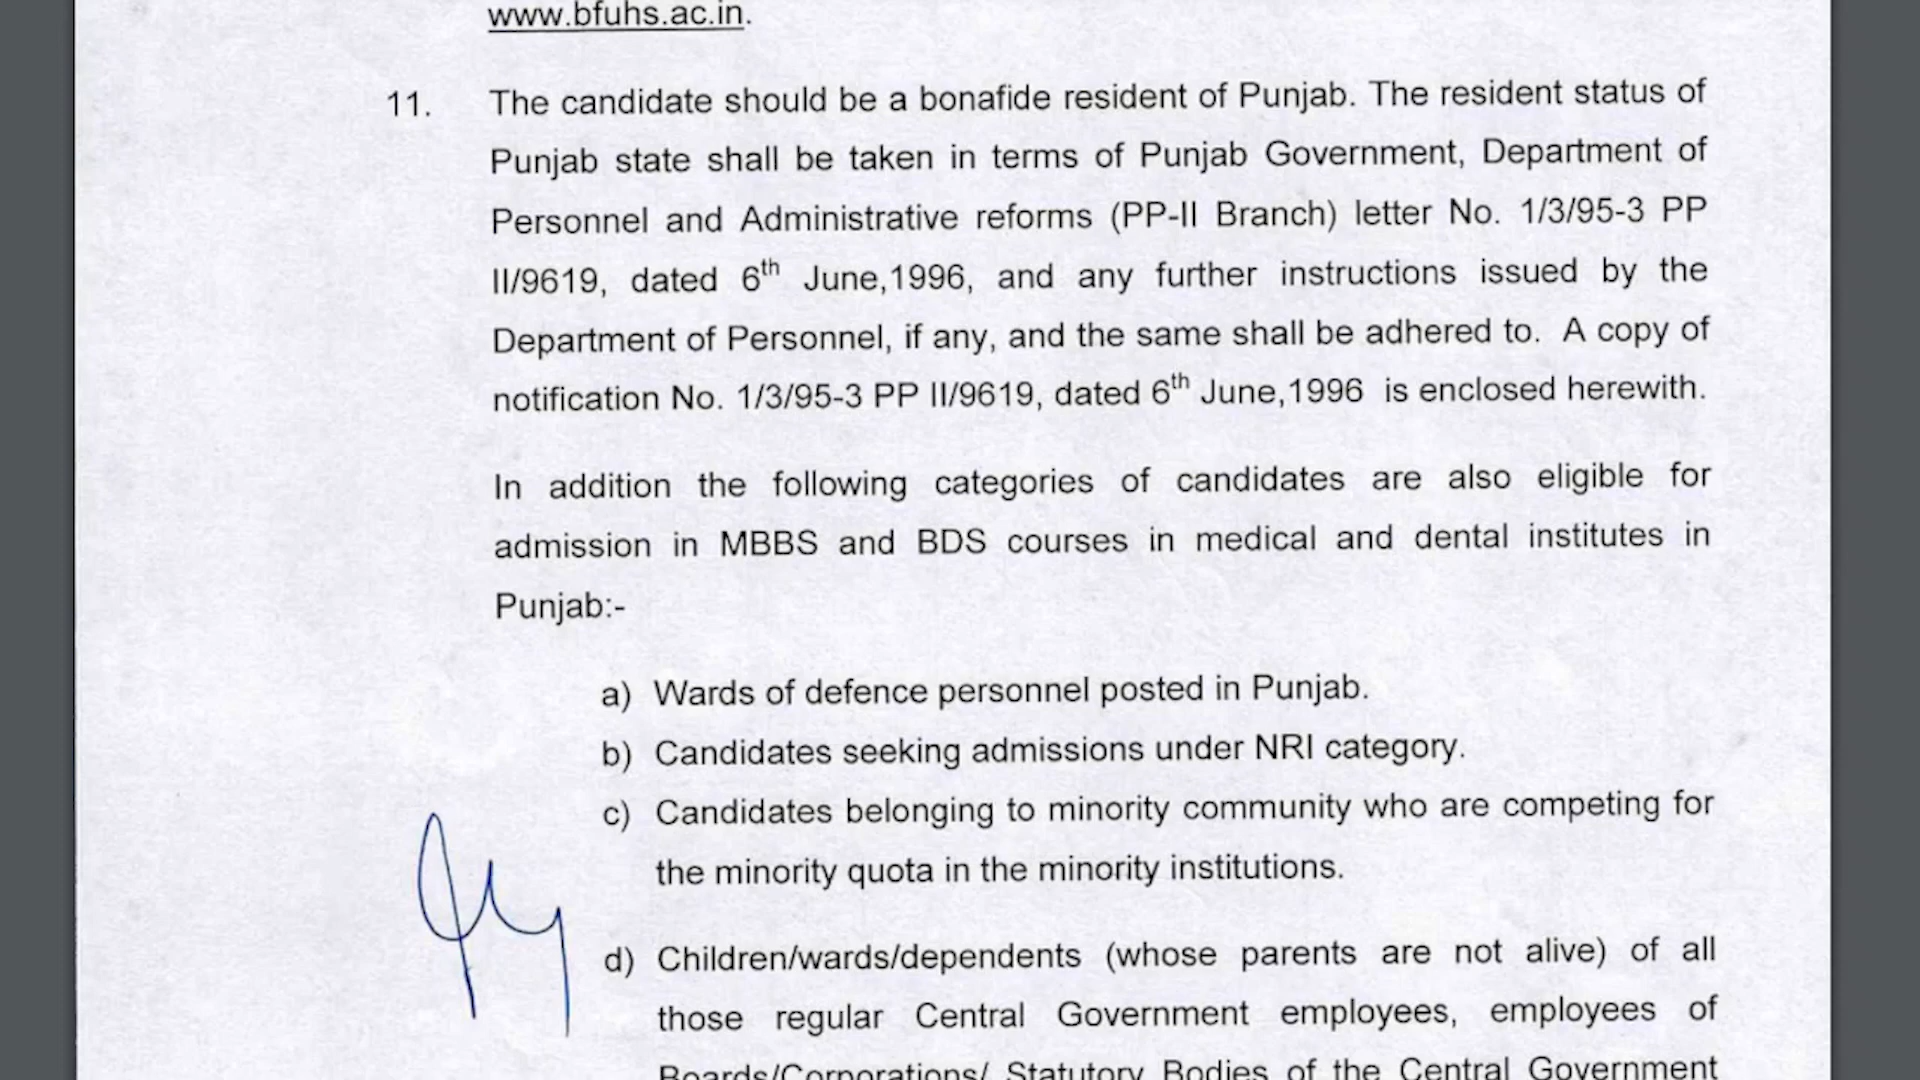 www.bfuhs.ac.in.
11. The candidate should be a bonafide resident of Punjab. The resident status of
Punjab state shall be taken in terms of Punjab Government, Department of
Personnel and Administrative reforms (PP-II Branch) letter No. 1/3/95-3 PP
II/9619, dated 6th June,1996, and any further instructions issued by the
Department of Personnel, if any, and the same shall be adhered to. A copy of
notification No. 1/3/95-3 PP II/9619, dated 6th June,1996 is enclosed herewith.
In addition the following categories of candidates are also eligible for
admission in MBBS and BDS courses in medical and dental institutes in
Punjab:-
a) Wards of defence personnel posted in Punjab.
b) Candidates seeking admissions under NRI category.
c) Candidates belonging to minority community who are competing for
the minority quota in the minority institutions.
d) Children/wards/dependents (whose parents are not alive) of all
those regular Central Government employees, employees of
Boards/Corporations/ Statutory Bodies of the Central Government